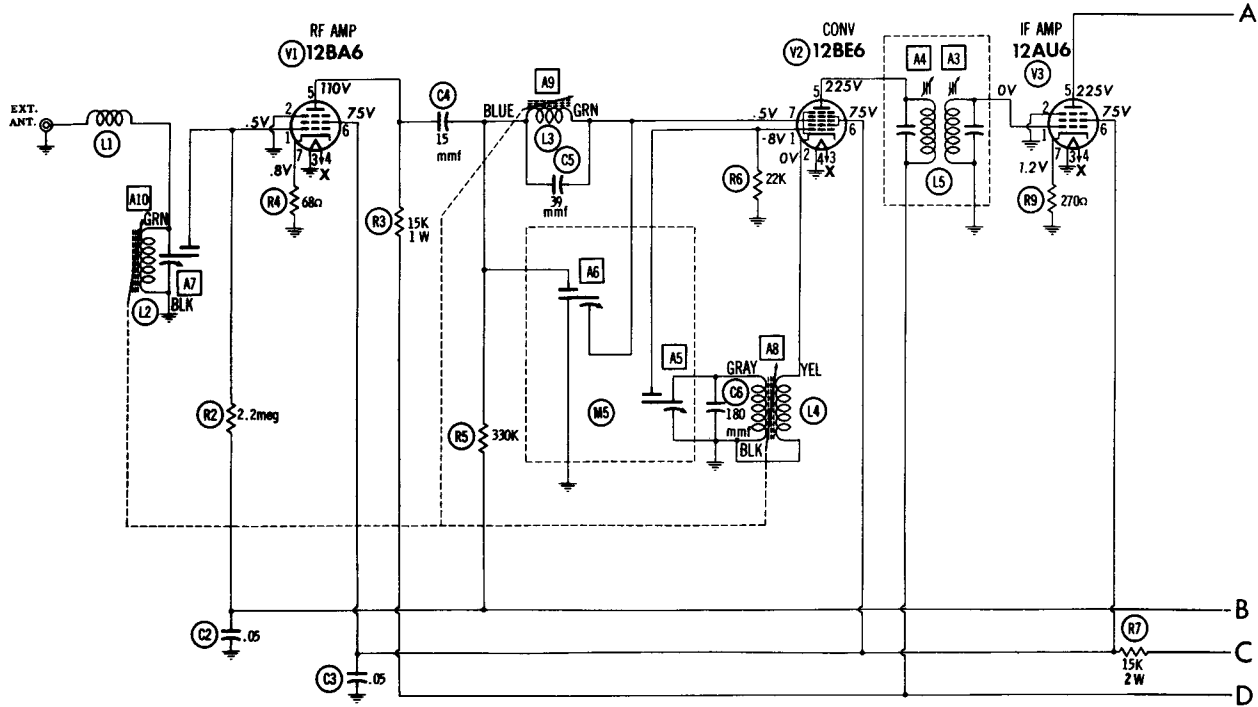 A
RF AMP
V1 12BA6
CONV
V2 12BE6
IF AMP
12AU6
V3
5 110V
C4
A9
5 225V
A4 A3
5 225V
EXT.
ANT.
L1
.5V
2
1
75V
6
BLUE
GRN
L3
C5
15
mmf
39
mmf
.5V 7
-8V 1
0V 2
75V
6
0V
2
1
75V
6
.8V 7 3 4
X
4 3
X
1.2V 7 3 4
X
L5
R4 68Ω
R6 22K
R9 270Ω
A10
GRN
A7
BLK
L2
R3 15K
1 W
A6
A5
A8
GRAY YEL
C6
180
mmf
BLK
L4
M5
R2 2.2meg
R5 330K
B
C2 .05
R7
15K
2 W
C
C3 .05
D